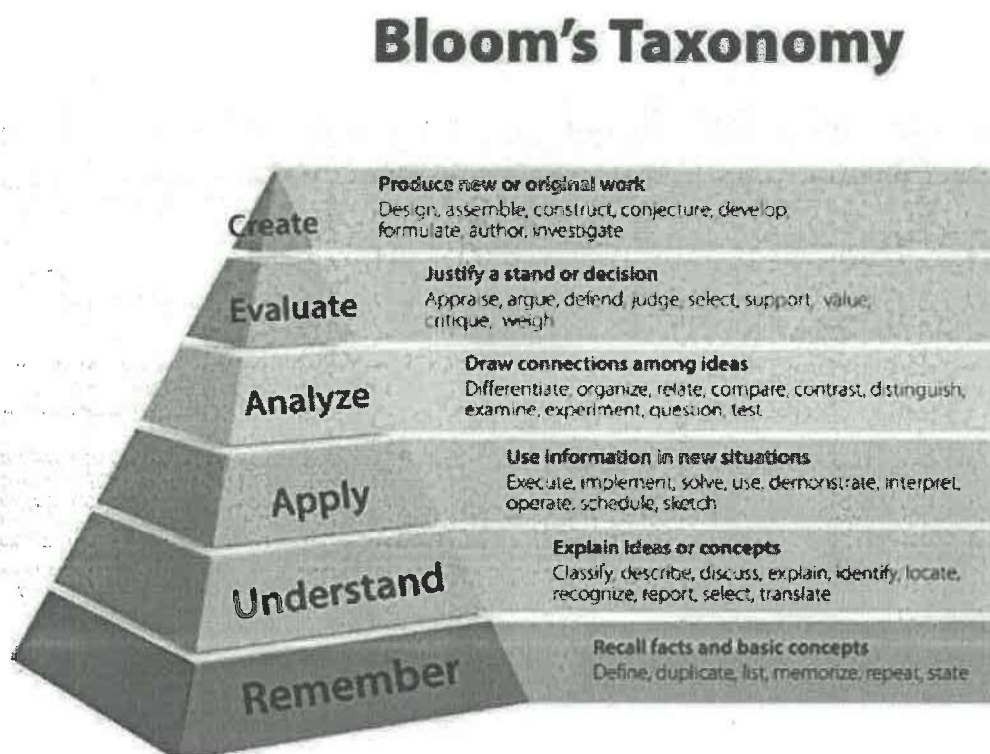 Bloom's Taxonomy
Create
Produce new or original work
Design, assemble, construct, conjecture, develop,
formulate, author, investigate
Evaluate
Justify a stand or decision
Appraise, argue, defend, judge, select, support, value,
critique, weigh
Analyze
Draw connections among ideas
Differentiate, organize, relate, compare, contrast, distinguish,
examine, experiment, question, test
Apply
Use information in new situations
Execute, implement, solve, use, demonstrate, interpret,
operate, schedule, sketch
Understand
Explain ideas or concepts
Classify, describe, discuss, explain, identify, locate,
recognize, report, select, translate
Remember
Recall facts and basic concepts
Define, duplicate, list, memorize, repeat, state